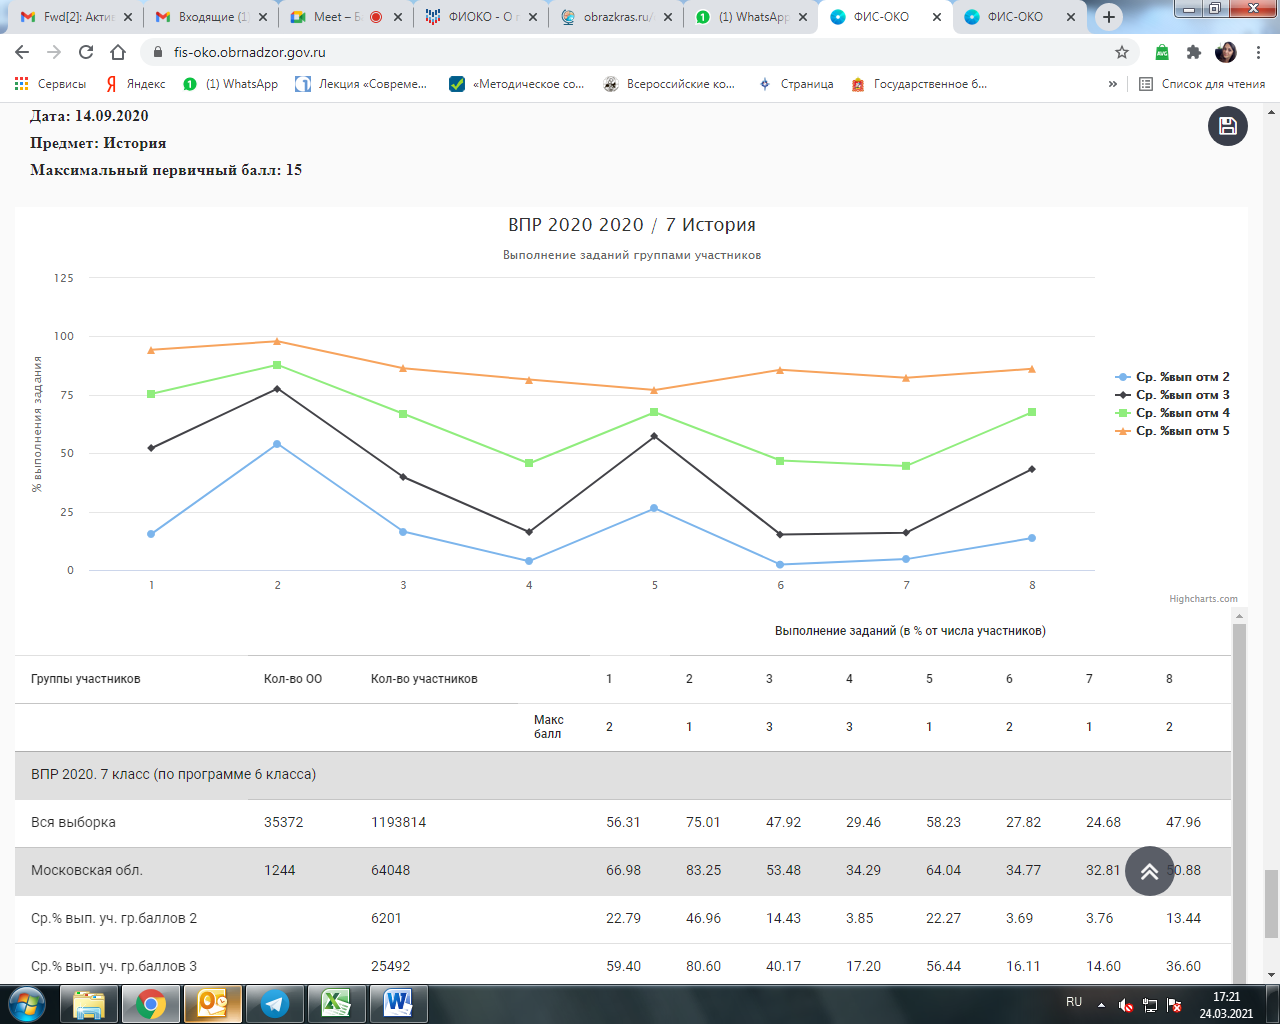 Fwd[2]: Акти
Входящие (1
Meet – Б
ФИОКО - О
obrazkras.ru/
(1) WhatsApp
ФИС-ОКО
ФИС-ОКО
fis-oko.obrnadzor.gov.ru
Сервисы Яндекс (1) WhatsApp Лекция «Совреме... «Методическое со... Всероссийские ко... Страница Государственное б... » Список для чтения
Дата: 14.09.2020
Предмет: История
Максимальный первичный балл: 15
ВПР 2020 2020 / 7 История
Выполнение заданий группами участников
% выполнения задания
125
100
75
50
25
0
1 2 3 4 5 6 7 8
Ср. %вып отм 2
Ср. %вып отм 3
Ср. %вып отм 4
Ср. %вып отм 5
Highcharts.com
Выполнение заданий (в % от числа участников)
Группы участников Кол-во ОО Кол-во участников 1 2 3 4 5 6 7 8
Макс балл 2 1 3 3 1 2 1 2
ВПР 2020. 7 класс (по программе 6 класса)
Вся выборка 35372 1193814 56.31 75.01 47.92 29.46 58.23 27.82 24.68 47.96
Московская обл. 1244 64048 66.98 83.25 53.48 34.29 64.04 34.77 32.81 50.88
Ср.% вып. уч. гр.баллов 2 6201 22.79 46.96 14.43 3.85 22.27 3.69 3.76 13.44
Ср.% вып. уч. гр.баллов 3 25492 59.40 80.60 40.17 17.20 56.44 16.11 14.60 36.60
RU
17:21
24.03.2021